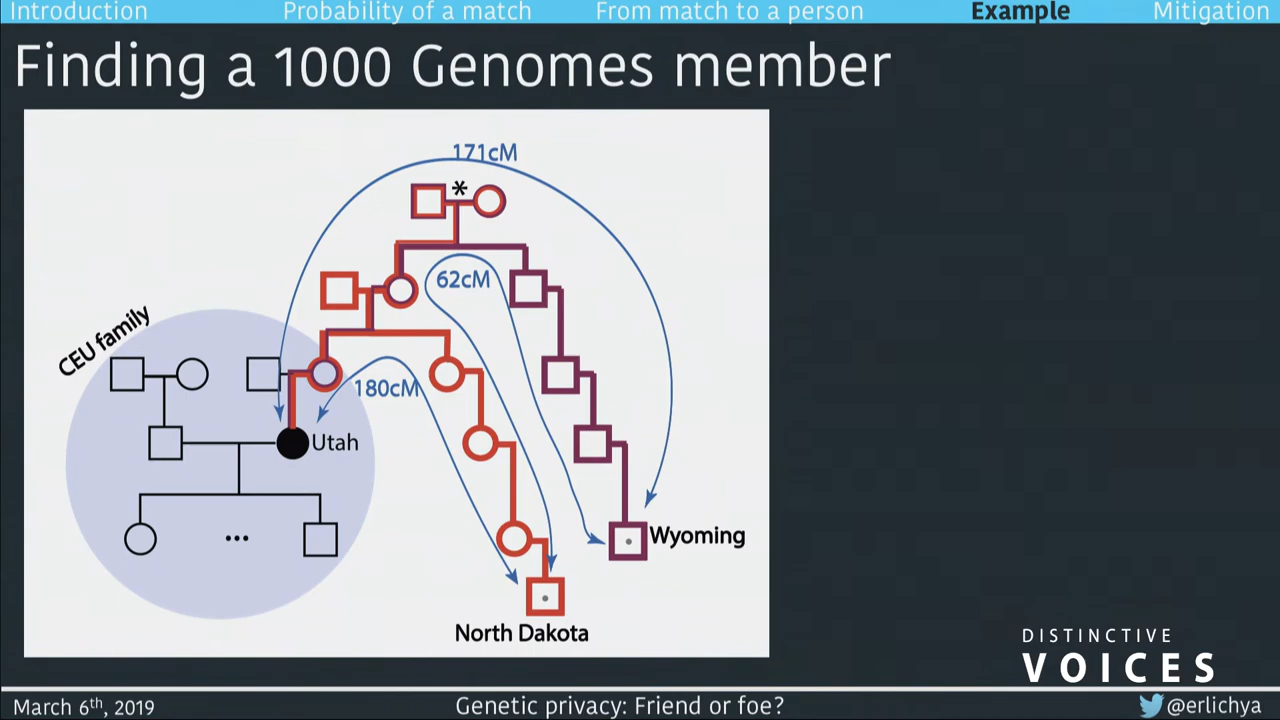 Introduction Probability of a match From match to a person Example Mitigation
Finding a 1000 Genomes member
171cM
*
62cM
CEU family
180cM
Utah
...
Wyoming
North Dakota
DISTINCTIVE
VOICES
March 6th, 2019 Genetic privacy: Friend or foe? @erlichya